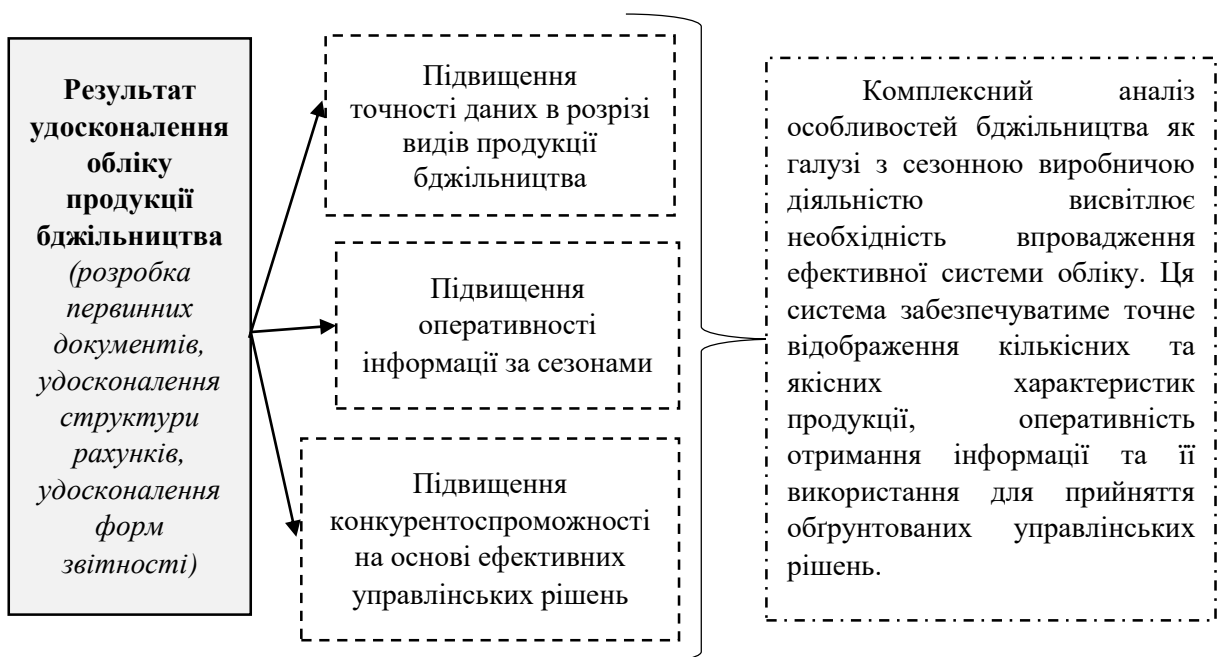 Результат
удосконалення
обліку
продукції
бджільництва
(розробка
первинних
документів,
удосконалення
структури
рахунків,
удосконалення
форм
звітності)
Підвищення
точності даних в розрізі
видів продукції
бджільництва
Підвищення
оперативності
інформації за сезонами
Підвищення
конкурентоспроможності
на основі ефективних
управлінських рішень
Комплексний аналіз
особливостей бджільництва як
галузі з сезонною виробничою
діяльністю висвітлює
необхідність впровадження
ефективної системи обліку. Ця
система забезпечуватиме точне
відображення кількісних та
якісних характеристик
продукції, оперативність
отримання інформації та її
використання для прийняття
обґрунтованих управлінських
рішень.